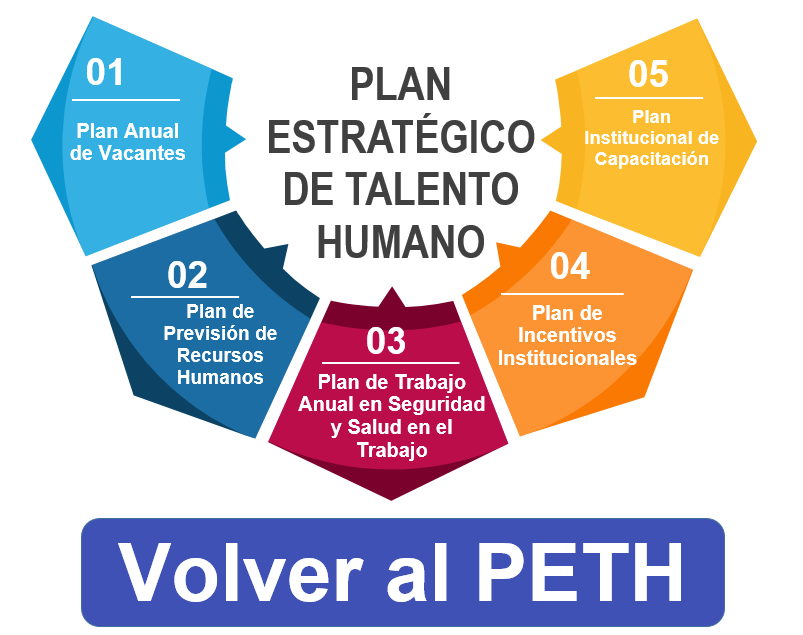 PLAN
ESTRATÉGICO
DE TALENTO
HUMANO
01
Plan Anual
de Vacantes
02
Plan de
Previsión de
Recursos
Humanos
03
Plan de Trabajo
Anual en Seguridad
y Salud en el
Trabajo
04
Plan de
Incentivos
Institucionales
05
Plan
Institucional de
Capacitación
Volver al PETH